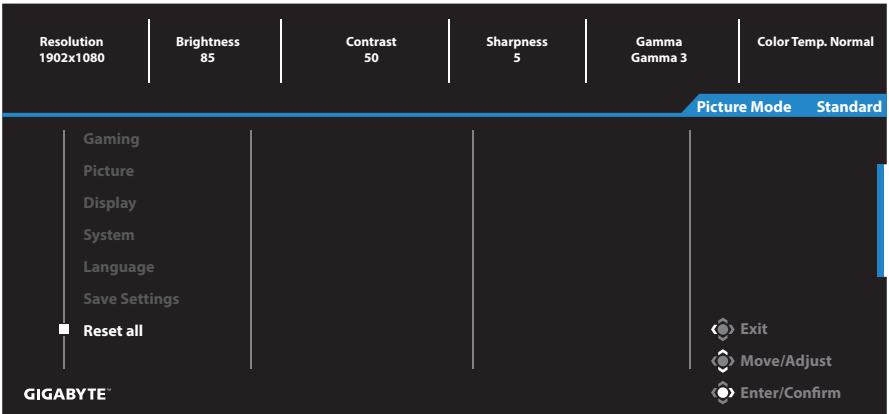 Resolution
1902x1080
Brightness
85
Contrast
50
Sharpness
5
Gamma
Gamma 3
Color Temp. Normal
Picture Mode Standard
Gaming
Picture
Display
System
Language
Save Settings
Reset all
Exit
Move/Adjust
Enter/Confirm
GIGABYTE™